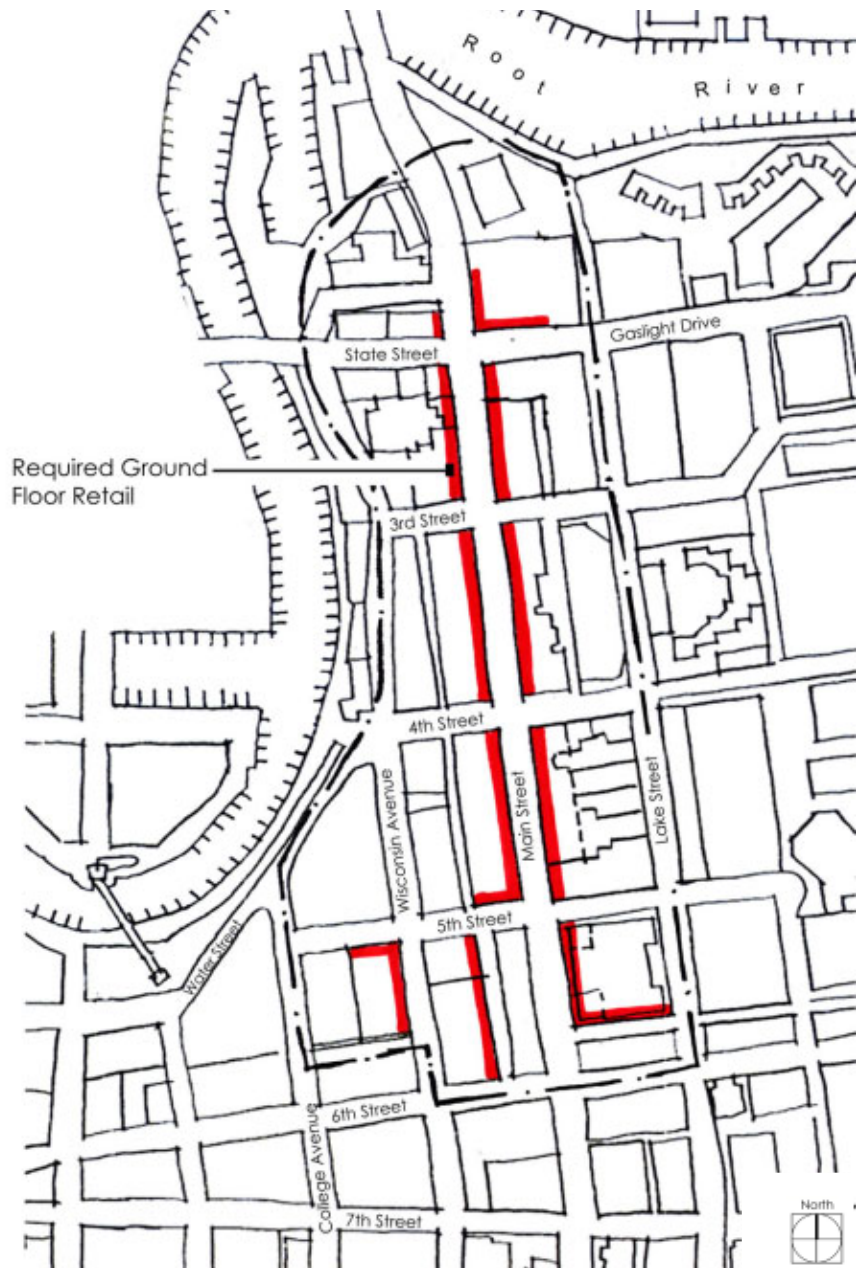 Root
River
Gaslight Drive
State Street
Required Ground
Floor Retail
3rd Street
4th Street
Wisconsin Avenue
Main Street
Lake Street
5th Street
Water Street
6th Street
College Avenue
7th Street
North